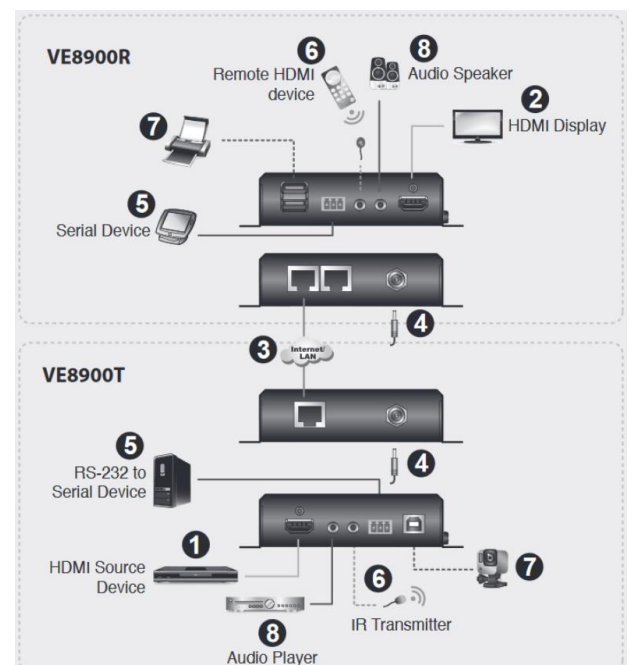 VE8900R
6
Remote HDMI
device
8
Audio Speaker
2
HDMI Display
7
5
Serial Device
3
Internet/
LAN
4
VE8900T
5
RS-232 to
Serial Device
4
1
HDMI Source
Device
6
IR Transmitter
7
8
Audio Player